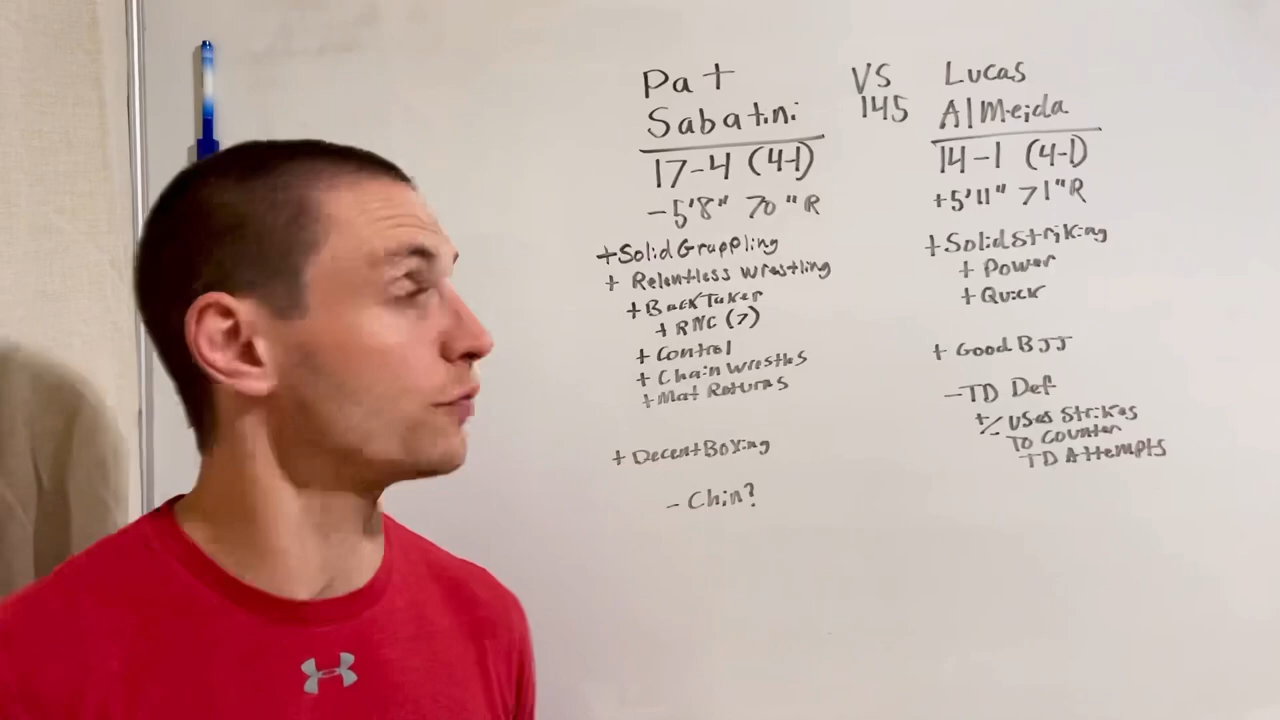 Pat
Sabatini
17-4 (4-1)
-5'8" 70"R
+Solid Grappling
+ Relentless wrestling
+Back Taker
+ RNC (7)
+ Control
+ Chain wrestles
+Mat Returns
+ Decent Boxing
- Chin?
VS
145
Lucas
AlMeida
14-1 (4-1)
+5'11" 71"R
+Solid Striking
+ Power
+ Quick
+ Good BJJ
-TD Def
+/- Uses Strikes
To Counter
TD Attempts